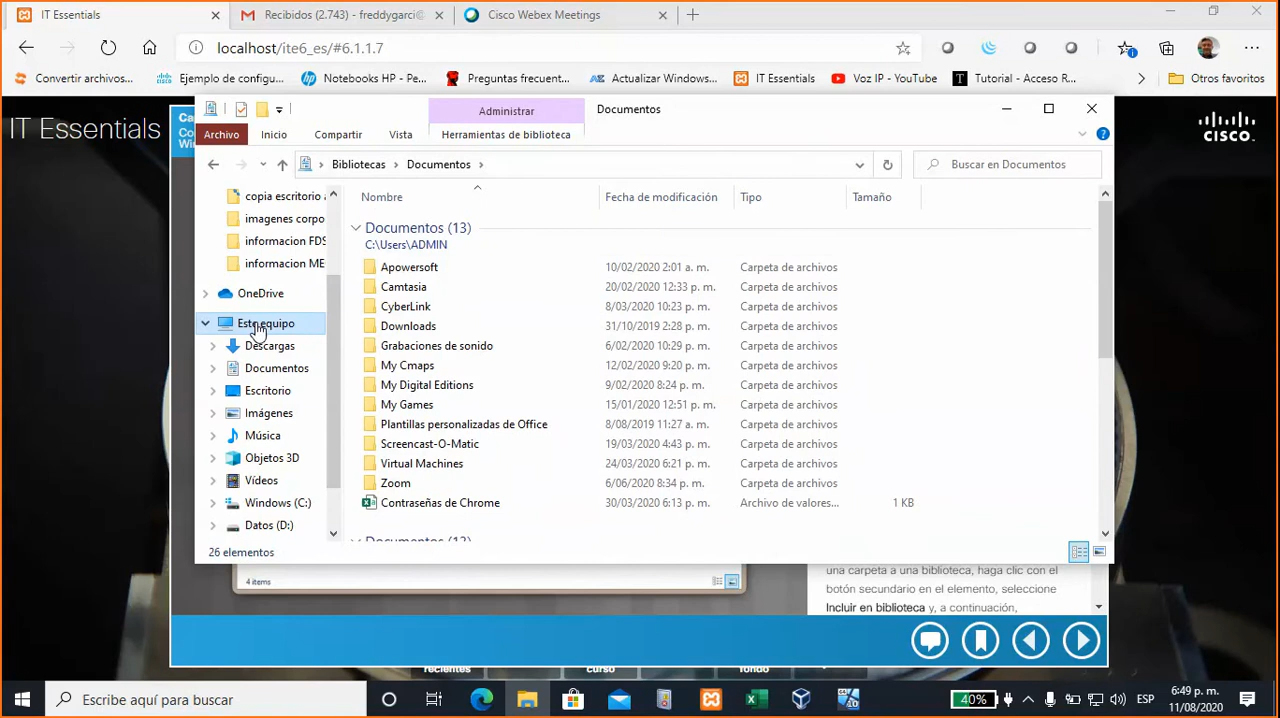 IT Essentials
Recibidos (2.743) - freddygarci@
Cisco Webex Meetings
localhost/ite6_es/#6.1.1.7
Convertir archivos...
Ejemplo de configu...
Notebooks HP - Pe...
Preguntas frecuent...
Actualizar Windows...
IT Essentials
Voz IP - YouTube
Tutorial - Acceso R...
Otros favoritos
IT Essentials
CISCO
Administrar
Documentos
Archivo
Inicio
Compartir
Vista
Herramientas de biblioteca
Bibliotecas > Documentos >
Buscar en Documentos
copia escritorio
imagenes corpo
informacion FDS
informacion ME
OneDrive
Este equipo
Descargas
Documentos
Escritorio
Imágenes
Música
Objetos 3D
Vídeos
Windows (C:)
Datos (D:)
Nombre
Fecha de modificación
Tipo
Tamaño
Documentos (13)
C:\Users\ADMIN
Apowersoft 10/02/2020 2:01 a. m. Carpeta de archivos
Camtasia 20/02/2020 12:33 p. m. Carpeta de archivos
CyberLink 8/03/2020 10:23 p. m. Carpeta de archivos
Downloads 31/10/2019 2:28 p. m. Carpeta de archivos
Grabaciones de sonido 6/02/2020 10:29 p. m. Carpeta de archivos
My Cmaps 12/02/2020 9:20 p. m. Carpeta de archivos
My Digital Editions 9/02/2020 8:24 p. m. Carpeta de archivos
My Games 15/01/2020 12:51 p. m. Carpeta de archivos
Plantillas personalizadas de Office 8/08/2019 11:27 a. m. Carpeta de archivos
Screencast-O-Matic 19/03/2020 4:43 p. m. Carpeta de archivos
Virtual Machines 24/03/2020 6:21 p. m. Carpeta de archivos
Zoom 6/06/2020 8:34 p. m. Carpeta de archivos
Contraseñas de Chrome 30/03/2020 6:13 p. m. Archivo de valores... 1 KB
26 elementos
4 items
una carpeta a una biblioteca, haga clic con el
botón secundario en el elemento, seleccione
Incluir en biblioteca y, a continuación,
recientes
curso
fondo
Escribe aquí para buscar
40%
ESP
6:49 p. m.
11/08/2020